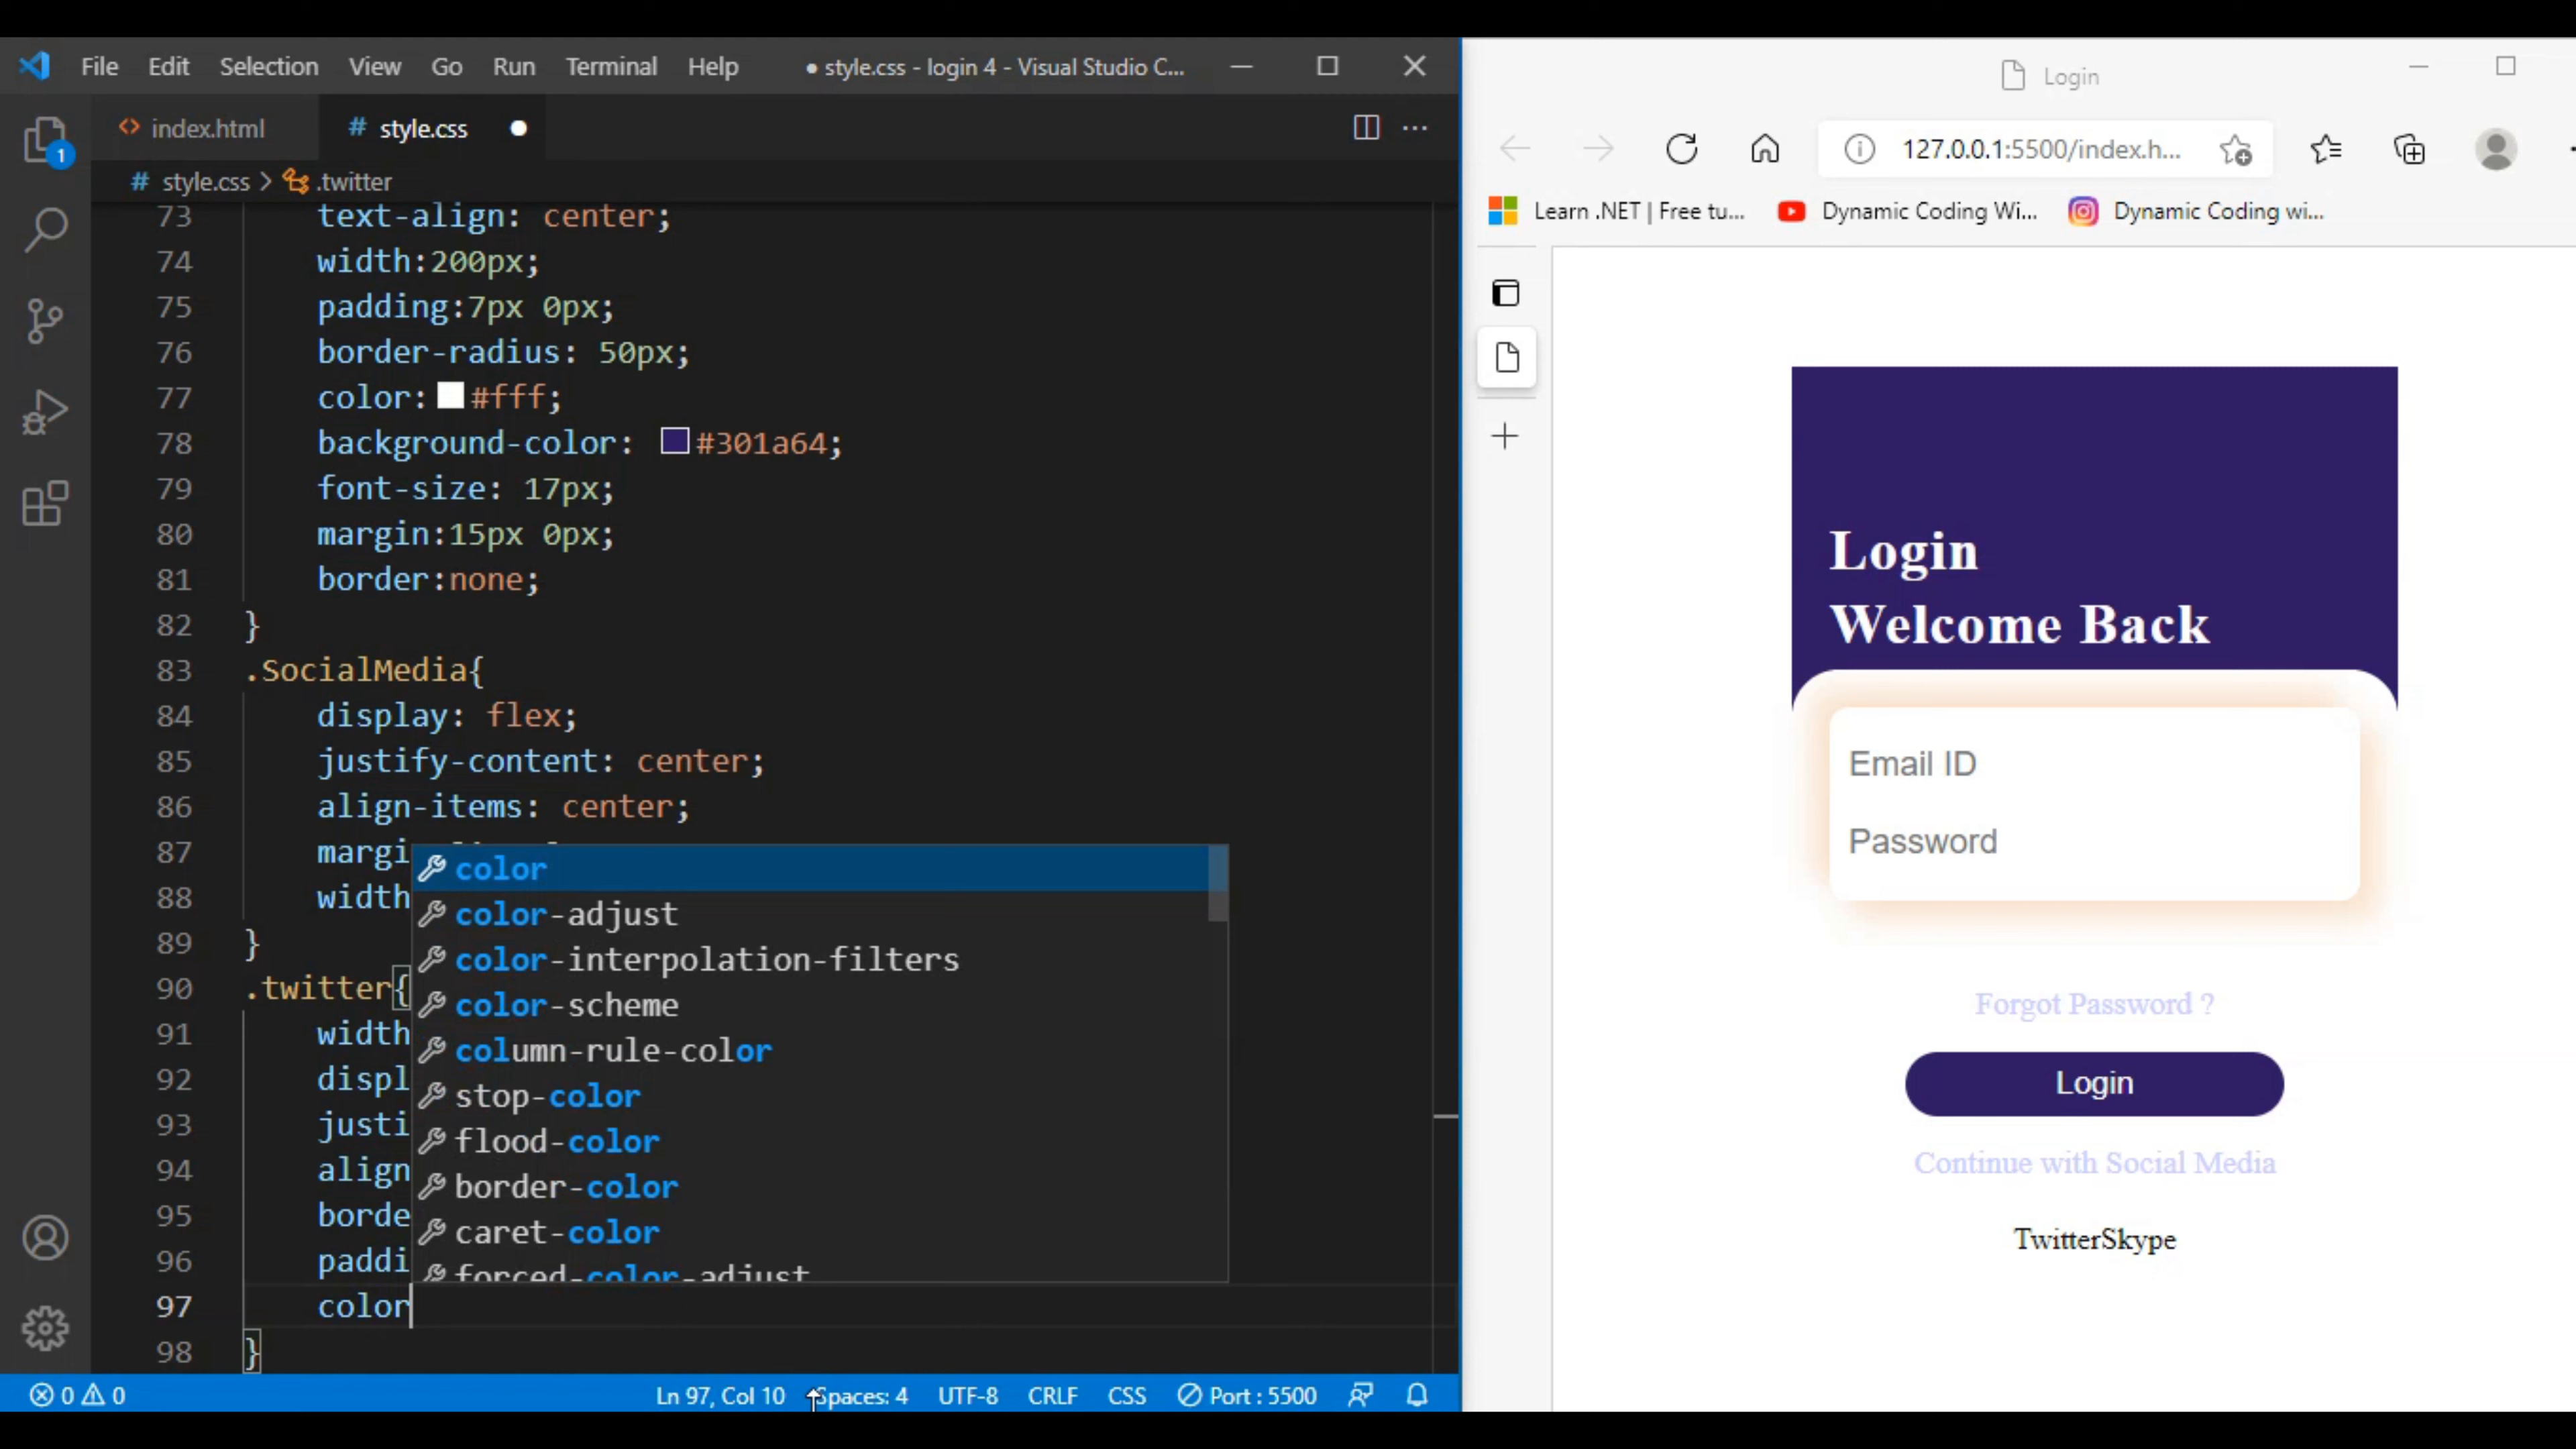 File Edit Selection View Go Run Terminal Help ● style.css - login 4 - Visual Studio C...
index.html # style.css
# style.css > .twitter
73 text-align: center;
74 width:200px;
75 padding:7px 0px;
76 border-radius: 50px;
77 color: #fff;
78 background-color: #301a64;
79 font-size: 17px;
80 margin:15px 0px;
81 border:none;
82 }
83 .SocialMedia{
84 display: flex;
85 justify-content: center;
86 align-items: center;
87 margi
88 width
89 }
90 .twitter{
91 width
92 displ
93 justi
94 align
95 borde
96 paddi
97 color
98 }
color
color-adjust
color-interpolation-filters
color-scheme
column-rule-color
stop-color
flood-color
border-color
caret-color
forced-color-adjust
1
0 0 Ln 97, Col 10 Spaces: 4 UTF-8 CRLF CSS Port : 5500
Login
127.0.0.1:5500/index.h...
Learn .NET | Free tu... Dynamic Coding Wi... Dynamic Coding wi...
Login
Welcome Back
Email ID
Password
Forgot Password ?
Login
Continue with Social Media
TwitterSkype